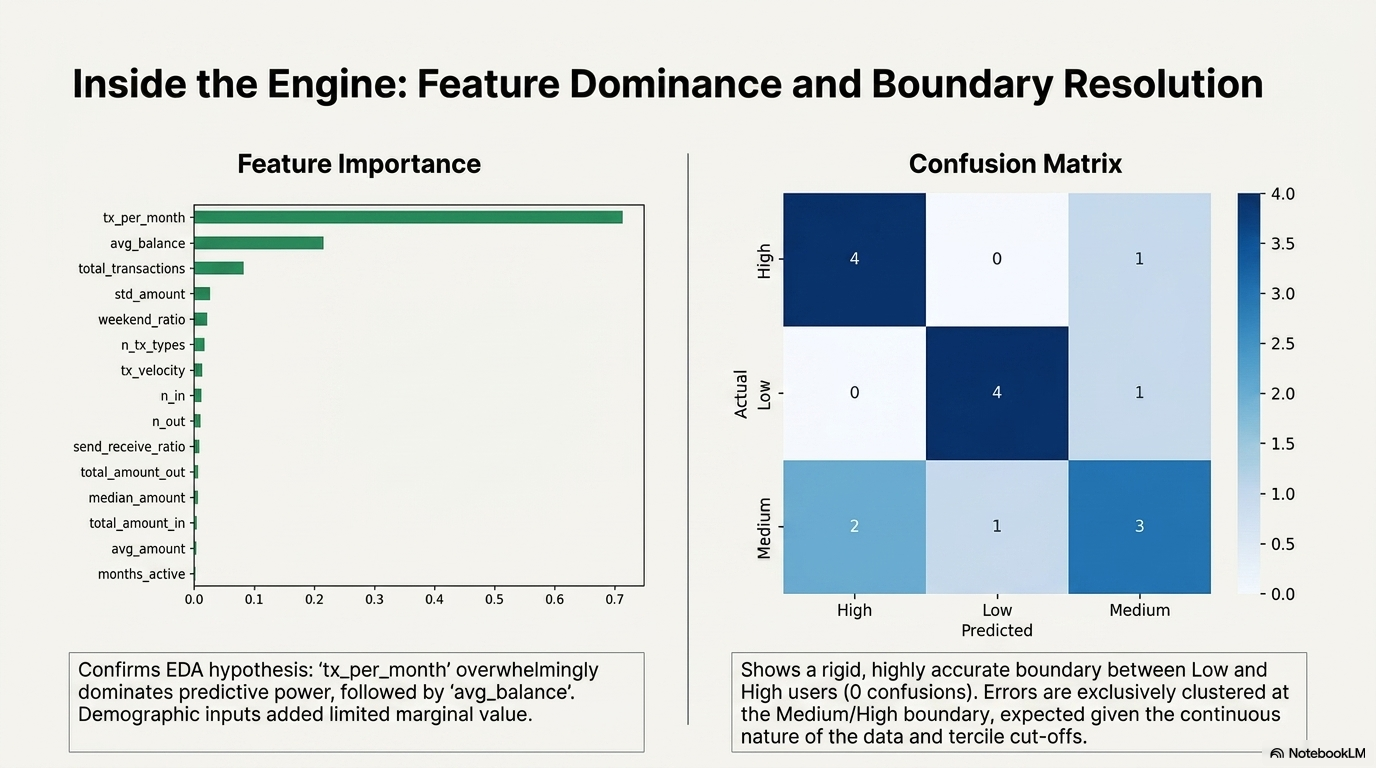 Inside the Engine: Feature Dominance and Boundary Resolution
Feature Importance
tx_per_month
avg_balance
total_transactions
std_amount
weekend_ratio
n_tx_types
tx_velocity
n_in
n_out
send_receive_ratio
total_amount_out
median_amount
total_amount_in
avg_amount
months_active
0.0 0.1 0.2 0.3 0.4 0.5 0.6 0.7
Confirms EDA hypothesis: ‘tx_per_month’ overwhelmingly
dominates predictive power, followed by ‘avg_balance’.
Demographic inputs added limited marginal value.
Confusion Matrix
Actual
High 4 0 1
Low 0 4 1
Medium 2 1 3
High Low Medium
Predicted
4.0
3.5
3.0
2.5
2.0
1.5
1.0
0.5
0.0
Shows a rigid, highly accurate boundary between Low and
High users (0 confusions). Errors are exclusively clustered at
the Medium/High boundary, expected given the continuous
nature of the data and tercile cut-offs.
NotebookLM